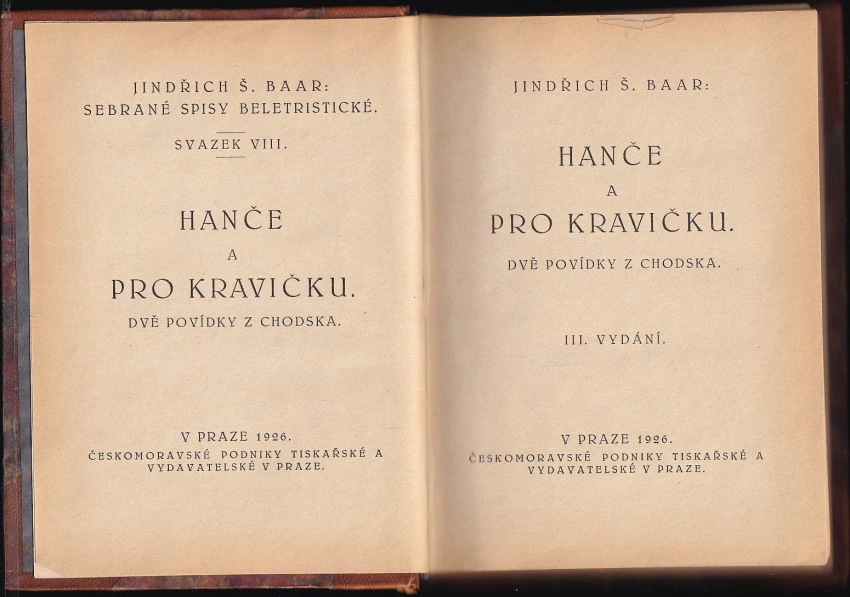 JINDŘICH Š. BAAR:
SEBRANÉ SPISY BELETRISTICKÉ.
SVAZEK VIII.
HANČE
A
PRO KRAVIČKU.
DVĚ POVÍDKY Z CHODSKA.
V PRAZE 1926.
ČESKOMORAVSKÉ PODNIKY TISKAŘSKÉ A
VYDAVATELSKÉ V PRAZE.
JINDŘICH Š. BAAR:
HANČE
A
PRO KRAVIČKU.
DVĚ POVÍDKY Z CHODSKA.
III. VYDÁNÍ.
V PRAZE 1926.
ČESKOMORAVSKÉ PODNIKY TISKAŘSKÉ A
VYDAVATELSKÉ V PRAZE.